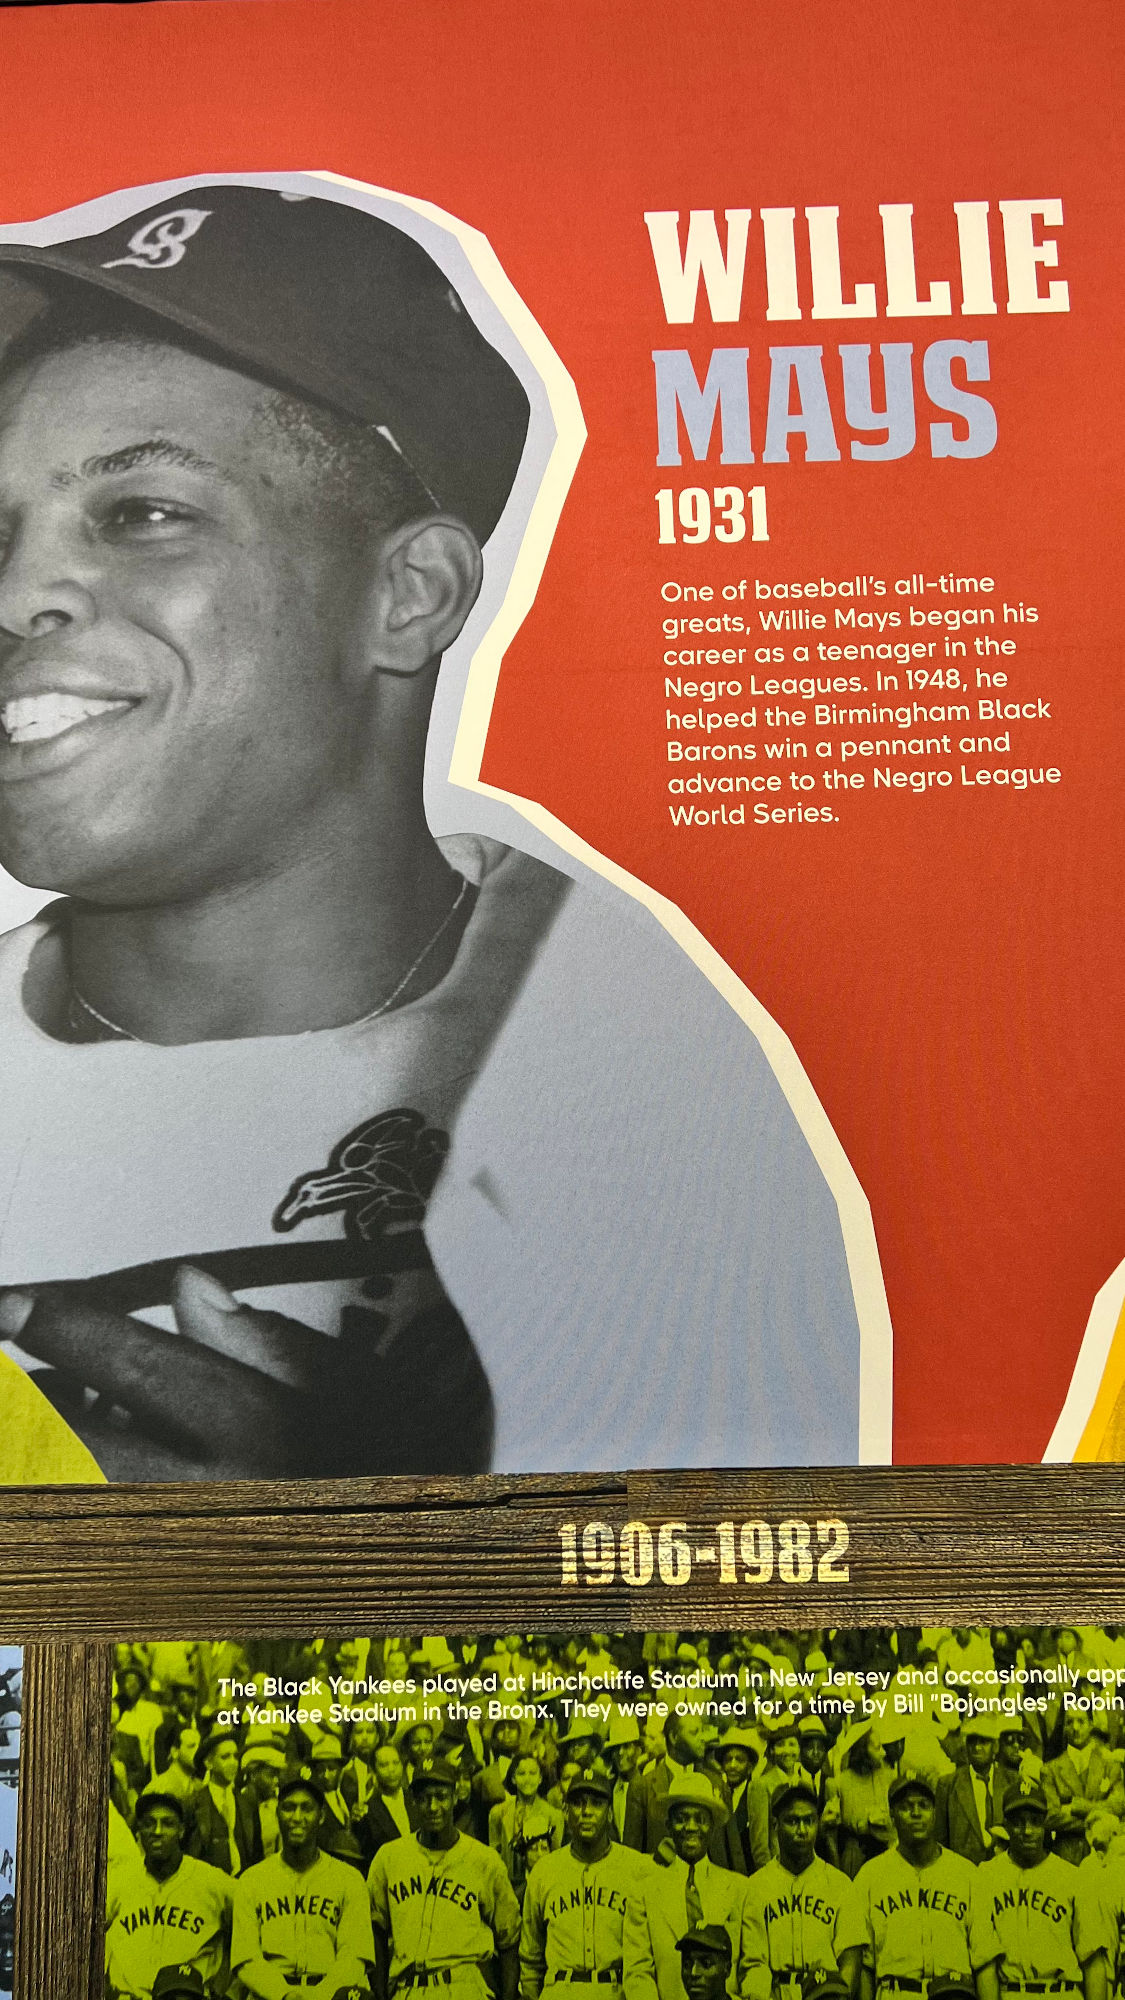 B
WILLIE
MAYS
1931
One of baseball's all-time
greats, Willie Mays began his
career as a teenager in the
Negro Leagues. In 1948, he
helped the Birmingham Black
Barons win a pennant and
advance to the Negro League
World Series.
1906-1982
The Black Yankees played at Hinchcliffe Stadium in New Jersey and occasionally app
at Yankee Stadium in the Bronx. They were owned for a time by Bill "Bojangles" Robin
YANKEES YANKEES YANKEES YANKEES YANKEES YANKEES YANKEES